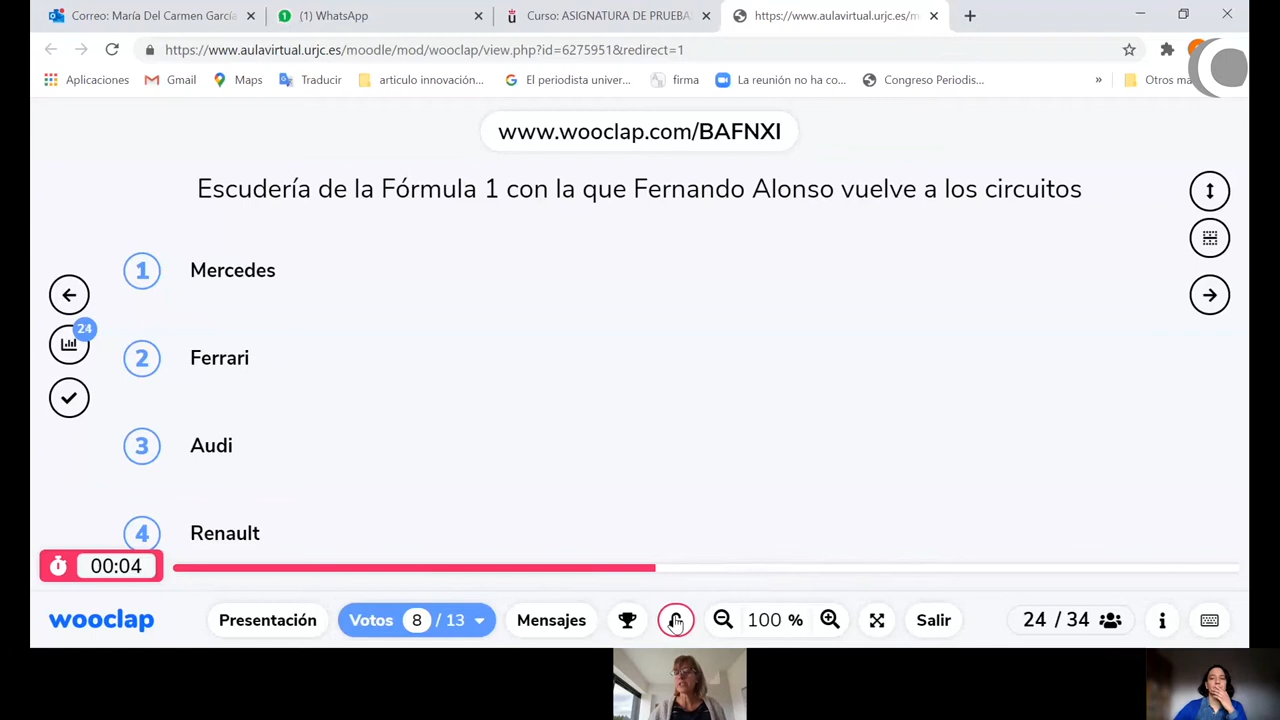 Correo: María Del Carmen García
(1) WhatsApp
Curso: ASIGNATURA DE PRUEBA
https://www.aulavirtual.urjc.es/m
https://www.aulavirtual.urjc.es/moodle/mod/wooclap/view.php?id=6275951&redirect=1
Aplicaciones
Gmail
Maps
Traducir
articulo innovación...
El periodista univer...
firma
La reunión no ha co...
Congreso Periodis...
»
Otros ma
www.wooclap.com/BAFNXI
Escudería de la Fórmula 1 con la que Fernando Alonso vuelve a los circuitos
1 Mercedes
2 Ferrari
3 Audi
4 Renault
24
00:04
wooclap
Presentación
Votos 8 / 13
Mensajes
100 %
Salir
24 / 34